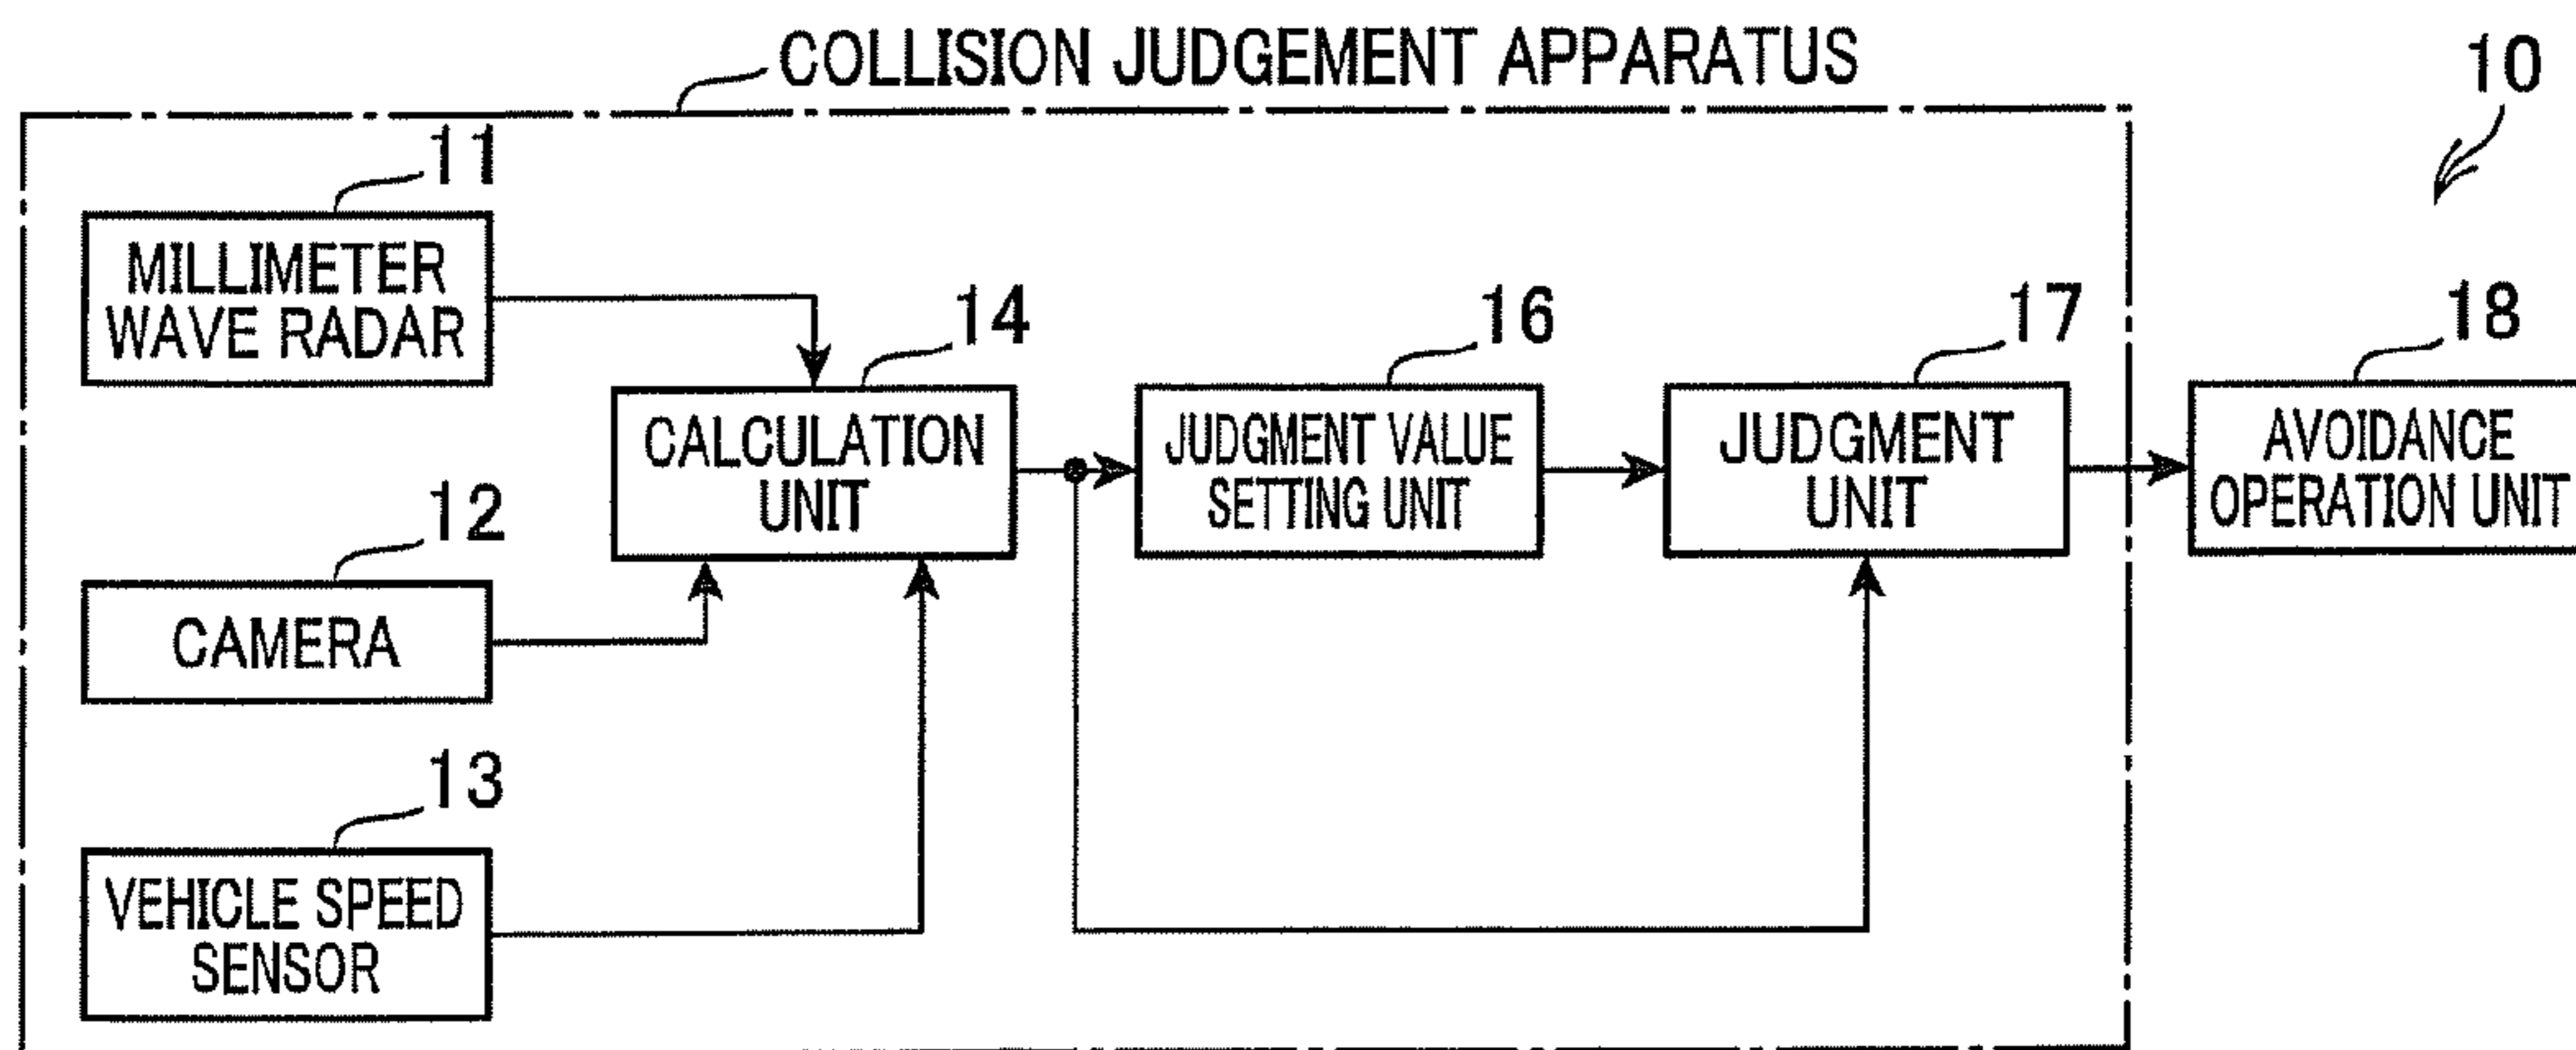 COLLISION JUDGEMENT APPARATUS
10
11
MILLIMETER
WAVE RADAR
14
CALCULATION
UNIT
16
JUDGMENT VALUE
SETTING UNIT
17
JUDGMENT
UNIT
18
AVOIDANCE
OPERATION UNIT
12
CAMERA
13
VEHICLE SPEED
SENSOR